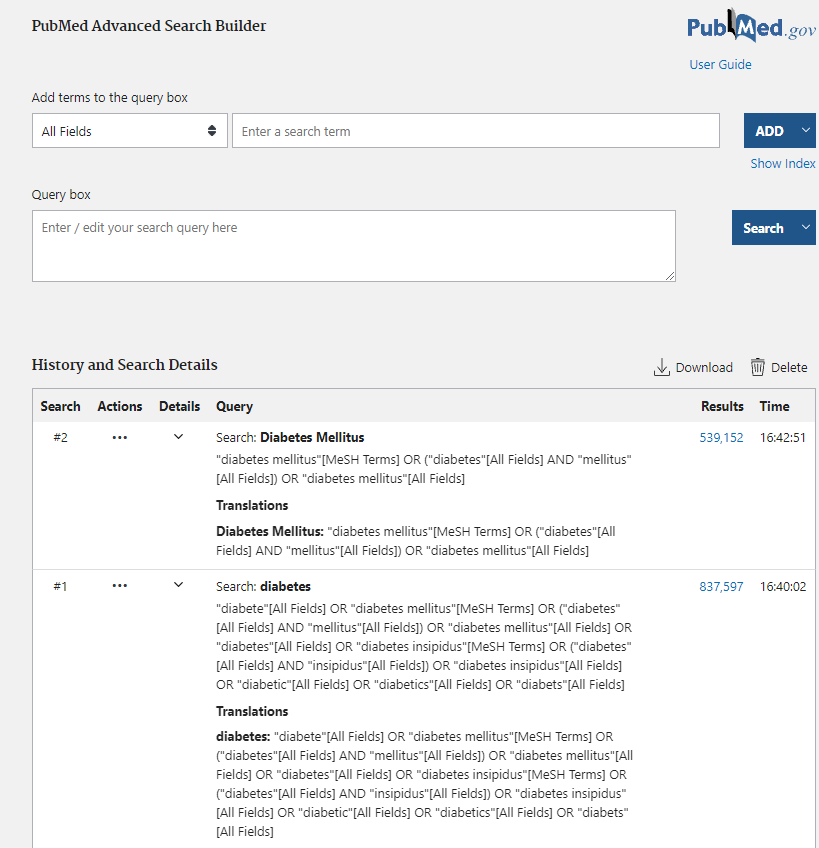 PubMed Advanced Search Builder
PubMed.gov
User Guide
Add terms to the query box
All Fields
Enter a search term
ADD
Show Index
Query box
Enter / edit your search query here
Search
History and Search Details
Download
Delete
Search Actions Details Query Results Time
#2 ••• Search: Diabetes Mellitus 539,152 16:42:51
"diabetes mellitus"[MeSH Terms] OR ("diabetes"[All Fields] AND "mellitus"
[All Fields]) OR "diabetes mellitus"[All Fields]
Translations
Diabetes Mellitus: "diabetes mellitus"[MeSH Terms] OR ("diabetes"[All
Fields] AND "mellitus"[All Fields]) OR "diabetes mellitus"[All Fields]
#1 ••• Search: diabetes 837,597 16:40:02
"diabete"[All Fields] OR "diabetes mellitus"[MeSH Terms] OR ("diabetes"
[All Fields] AND "mellitus"[All Fields]) OR "diabetes mellitus"[All Fields] OR
"diabetes"[All Fields] OR "diabetes insipidus"[MeSH Terms] OR ("diabetes"
[All Fields] AND "insipidus"[All Fields]) OR "diabetes insipidus"[All Fields]
OR "diabetic"[All Fields] OR "diabetics"[All Fields] OR "diabets"[All Fields]
Translations
diabetes: "diabete"[All Fields] OR "diabetes mellitus"[MeSH Terms] OR
("diabetes"[All Fields] AND "mellitus"[All Fields]) OR "diabetes mellitus"[All
Fields] OR "diabetes"[All Fields] OR "diabetes insipidus"[MeSH Terms] OR
("diabetes"[All Fields] AND "insipidus"[All Fields]) OR "diabetes insipidus"
[All Fields] OR "diabetic"[All Fields] OR "diabetics"[All Fields] OR "diabets"
[All Fields]